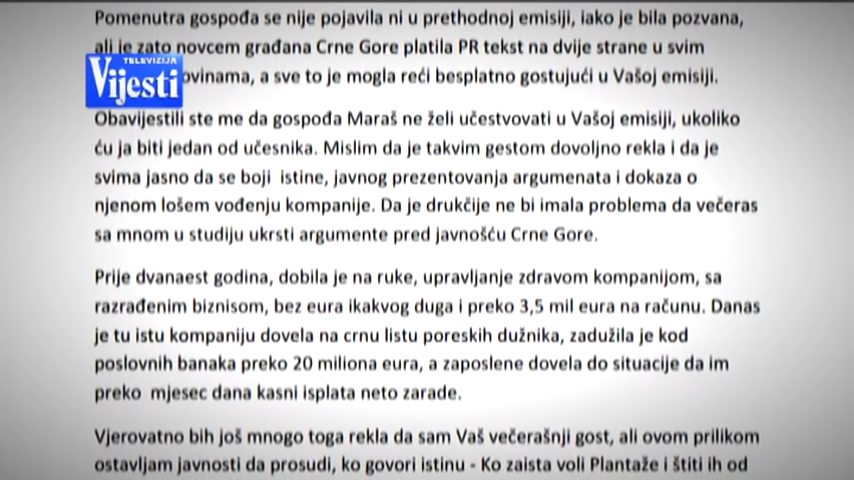 Pomenutra gospođa se nije pojavila ni u prethodnoj emisiji, iako je bila pozvana,
ali je zato novcem građana Crne Gore platila PR tekst na dvije strane u svim
TELEVIZIJA
Vijesti
ovinama, a sve to je mogla reći besplatno gostujući u Vašoj emisiji.
Obavijestili ste me da gospođa Maraš ne želi učestvovati u Vašoj emisiji, ukoliko
ću ja biti jedan od učesnika. Mislim da je takvim gestom dovoljno rekla i da je
svima jasno da se boji istine, javnog prezentovanja argumenata i dokaza o
njenom lošem vođenju kompanije. Da je drukčije ne bi imala problema da večeras
sa mnom u studiju ukrsti argumente pred javnošću Crne Gore.
Prije dvanaest godina, dobila je na ruke, upravljanje zdravom kompanijom, sa
razrađenim biznisom, bez eura ikakvog duga i preko 3,5 mil eura na računu. Danas
je tu istu kompaniju dovela na crnu listu poreskih dužnika, zadužila je kod
poslovnih banaka preko 20 miliona eura, a zaposlene dovela do situacije da im
preko mjesec dana kasni isplata neto zarade.
Vjerovatno bih još mnogo toga rekla da sam Vaš večerašnji gost, ali ovom prilikom
ostavljam javnosti da prosudi, ko govori istinu - Ko zaista voli Plantaže i štiti ih od